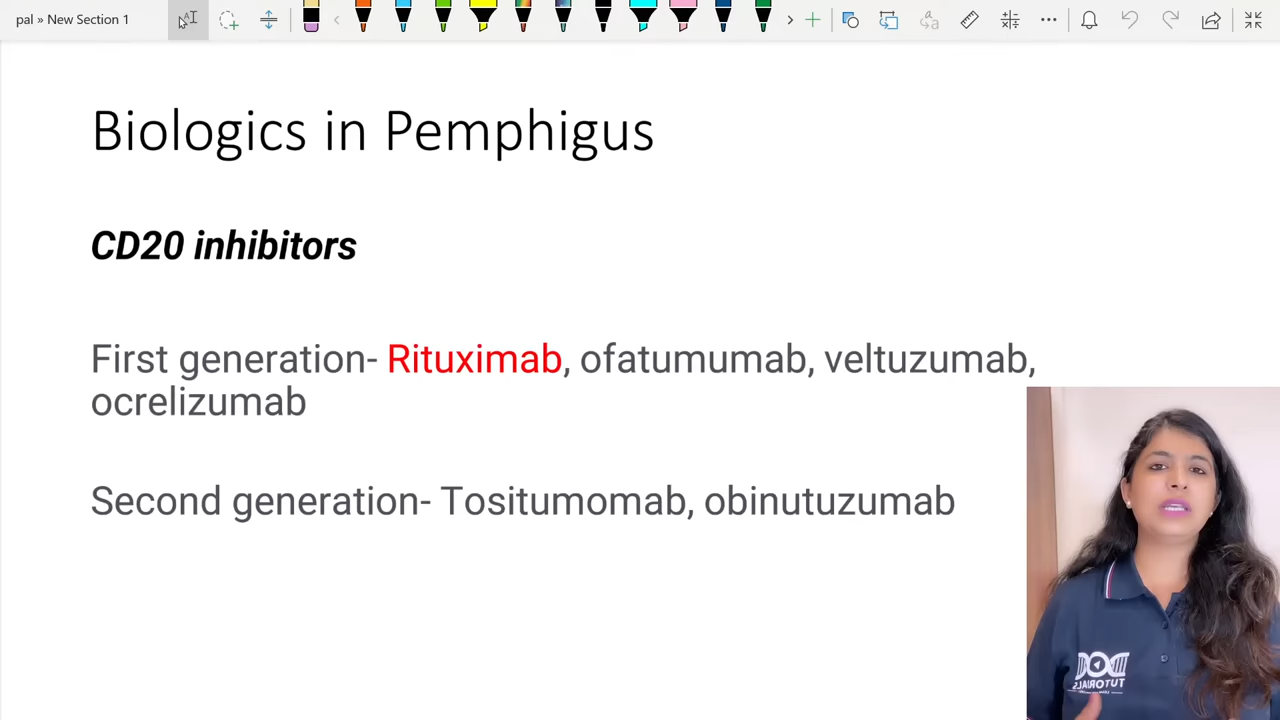 pal » New Section 1
Biologics in Pemphigus
CD20 inhibitors
First generation- Rituximab, ofatumumab, veltuzumab,
ocrelizumab
Second generation- Tositumomab, obinutuzumab
TUTORIALS